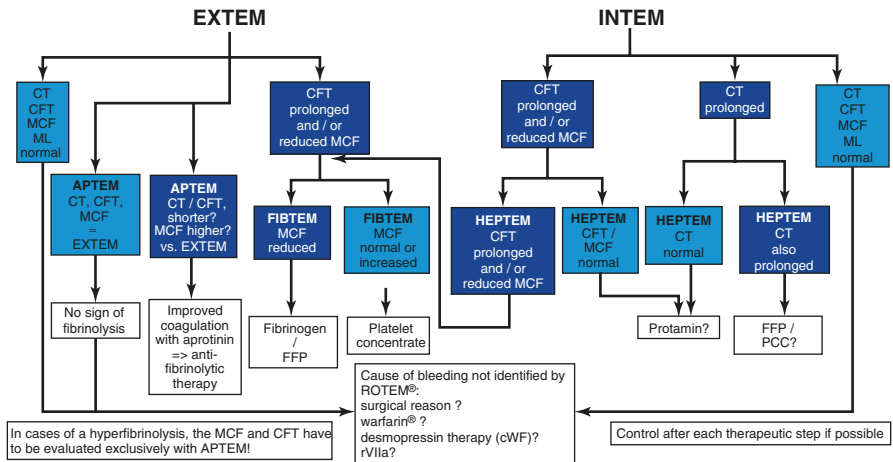 EXTEM
INTEM
CT
CFT
MCF
ML
normal
CFT
prolonged
and / or
reduced MCF
CFT
prolonged
and / or
reduced MCF
CT
prolonged
CT
CFT
MCF
ML
normal
APTEM
CT, CFT,
MCF
=
EXTEM
APTEM
CT / CFT,
shorter?
MCF higher?
vs. EXTEM
FIBTEM
MCF
reduced
FIBTEM
MCF
normal or
increased
HEPTEM
CFT
prolonged
and / or
reduced MCF
HEPTEM
CFT /
MCF
normal
HEPTEM
CT
normal
HEPTEM
CT
also
prolonged
No sign of
fibrinolysis
Improved
coagulation
with aprotinin
=> anti-
fibrinolytic
therapy
Fibrinogen
/
FFP
Platelet
concentrate
Protamin?
FFP /
PCC?
Cause of bleeding not identified by
ROTEM®:
surgical reason ?
warfarin® ?
desmopressin therapy (cWF)?
rVIIa?
In cases of a hyperfibrinolysis, the MCF and CFT have
to be evaluated exclusively with APTEM!
Control after each therapeutic step if possible